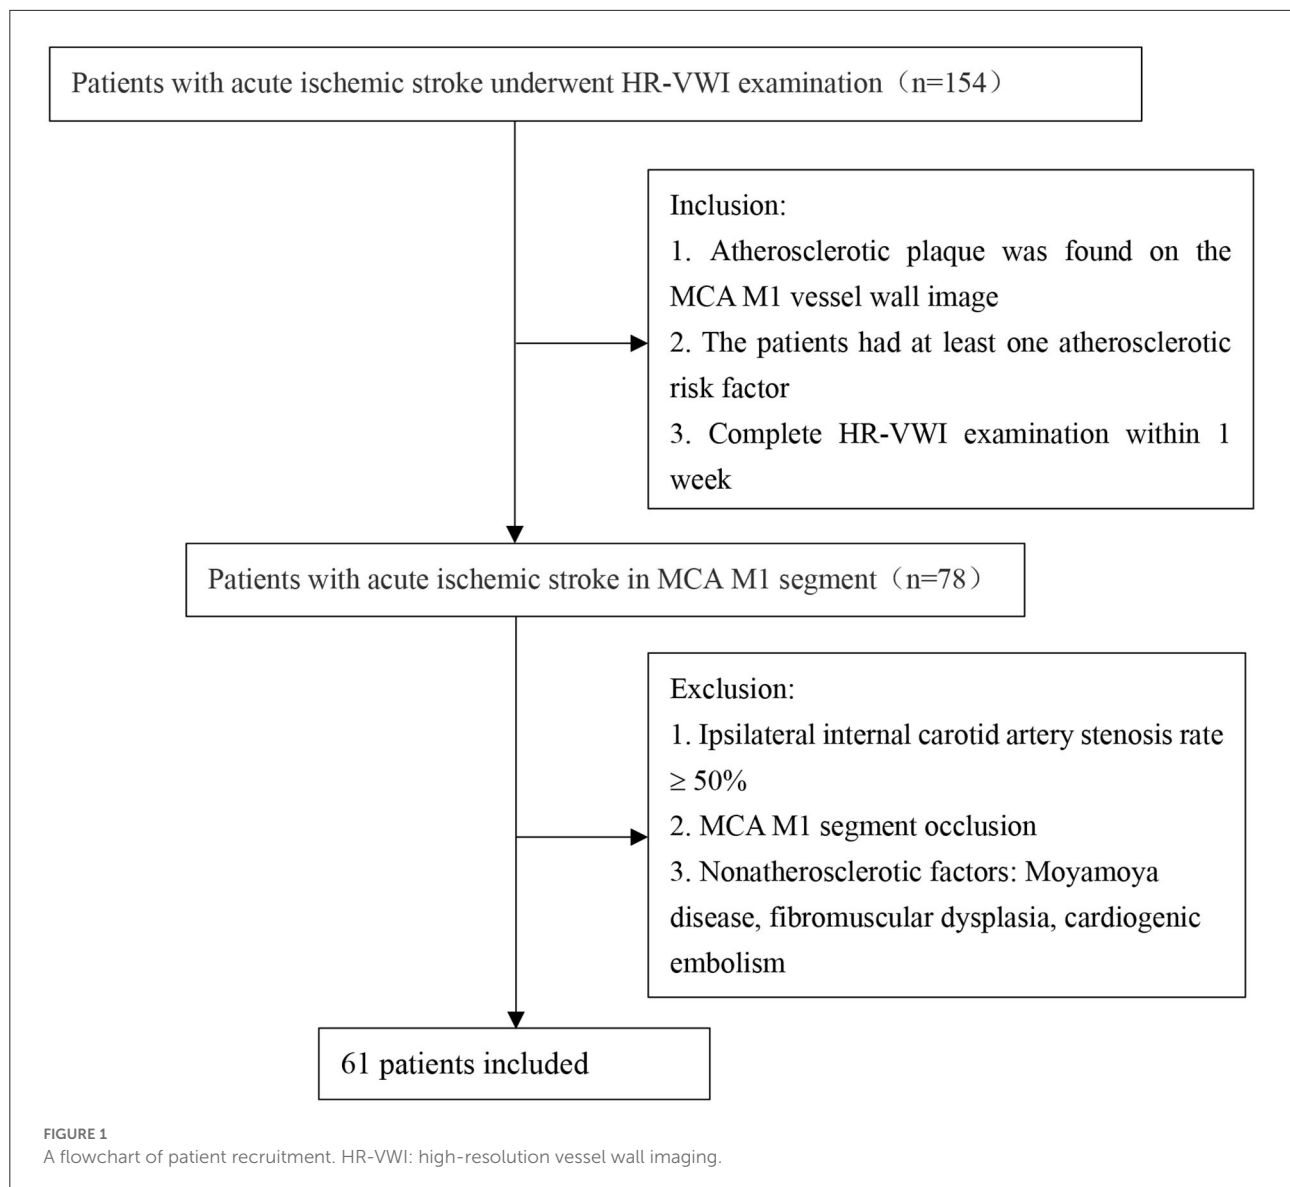 Patients with acute ischemic stroke underwent HR-VWI examination（n=154）
Inclusion:
1. Atherosclerotic plaque was found on the
MCA M1 vessel wall image
2. The patients had at least one atherosclerotic
risk factor
3. Complete HR-VWI examination within 1
week
Patients with acute ischemic stroke in MCA M1 segment（n=78）
Exclusion:
1. Ipsilateral internal carotid artery stenosis rate
≥ 50%
2. MCA M1 segment occlusion
3. Nonatherosclerotic factors: Moyamoya
disease, fibromuscular dysplasia, cardiogenic
embolism
61 patients included
FIGURE 1
A flowchart of patient recruitment. HR-VWI: high-resolution vessel wall imaging.